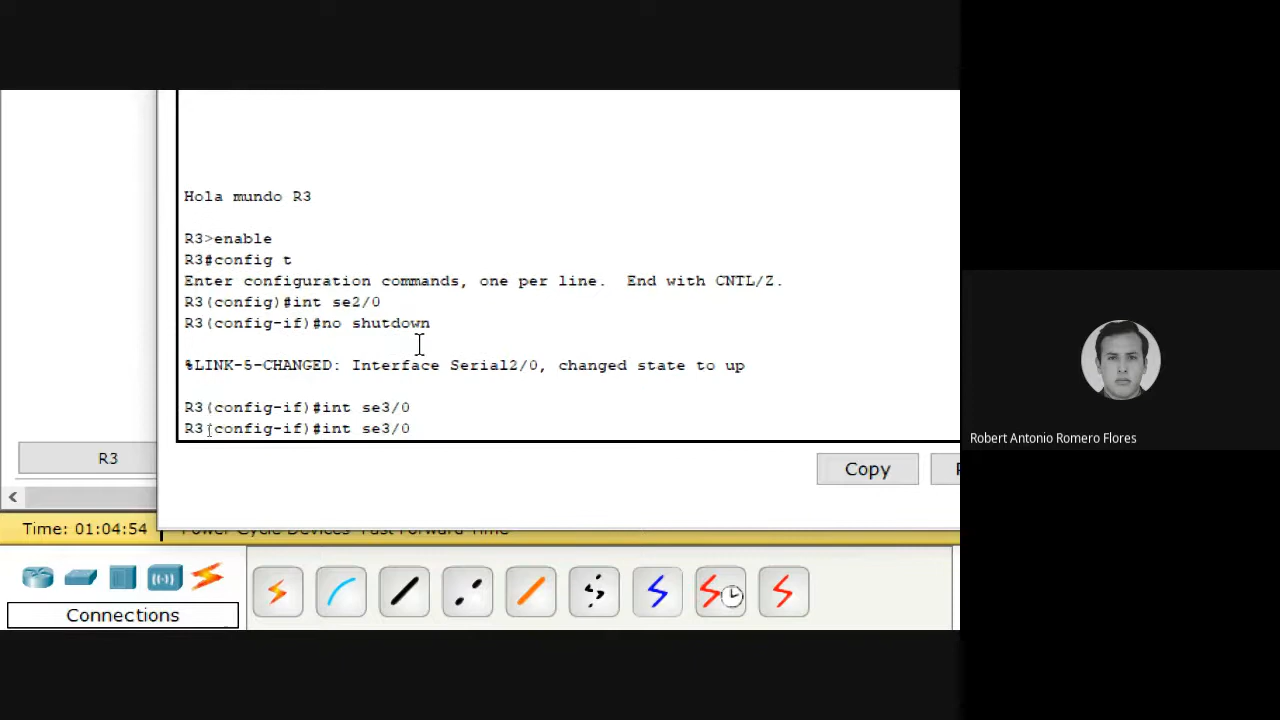 Hola mundo R3
R3>enable
R3#config t
Enter configuration commands, one per line.  End with CNTL/Z.
R3(config)#int se2/0
R3(config-if)#no shutdown
%LINK-5-CHANGED: Interface Serial2/0, changed state to up
R3(config-if)#int se3/0
R3(config-if)#int se3/0
R3
Copy
Time: 01:04:54
Power Cycle Devices Fast Forward Time
Connections
Robert Antonio Romero Flores